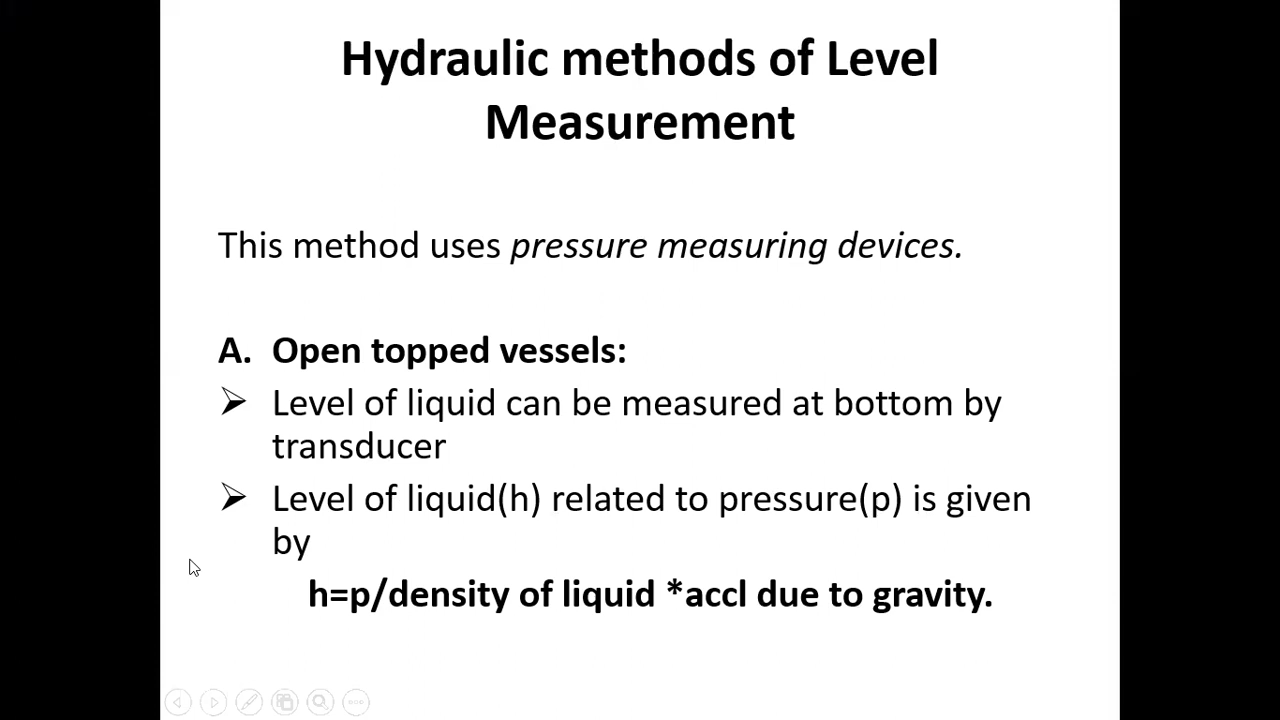 Hydraulic methods of Level
Measurement
This method uses pressure measuring devices.
A. Open topped vessels:
➢ Level of liquid can be measured at bottom by
transducer
➢ Level of liquid(h) related to pressure(p) is given
by
h=p/density of liquid *accl due to gravity.